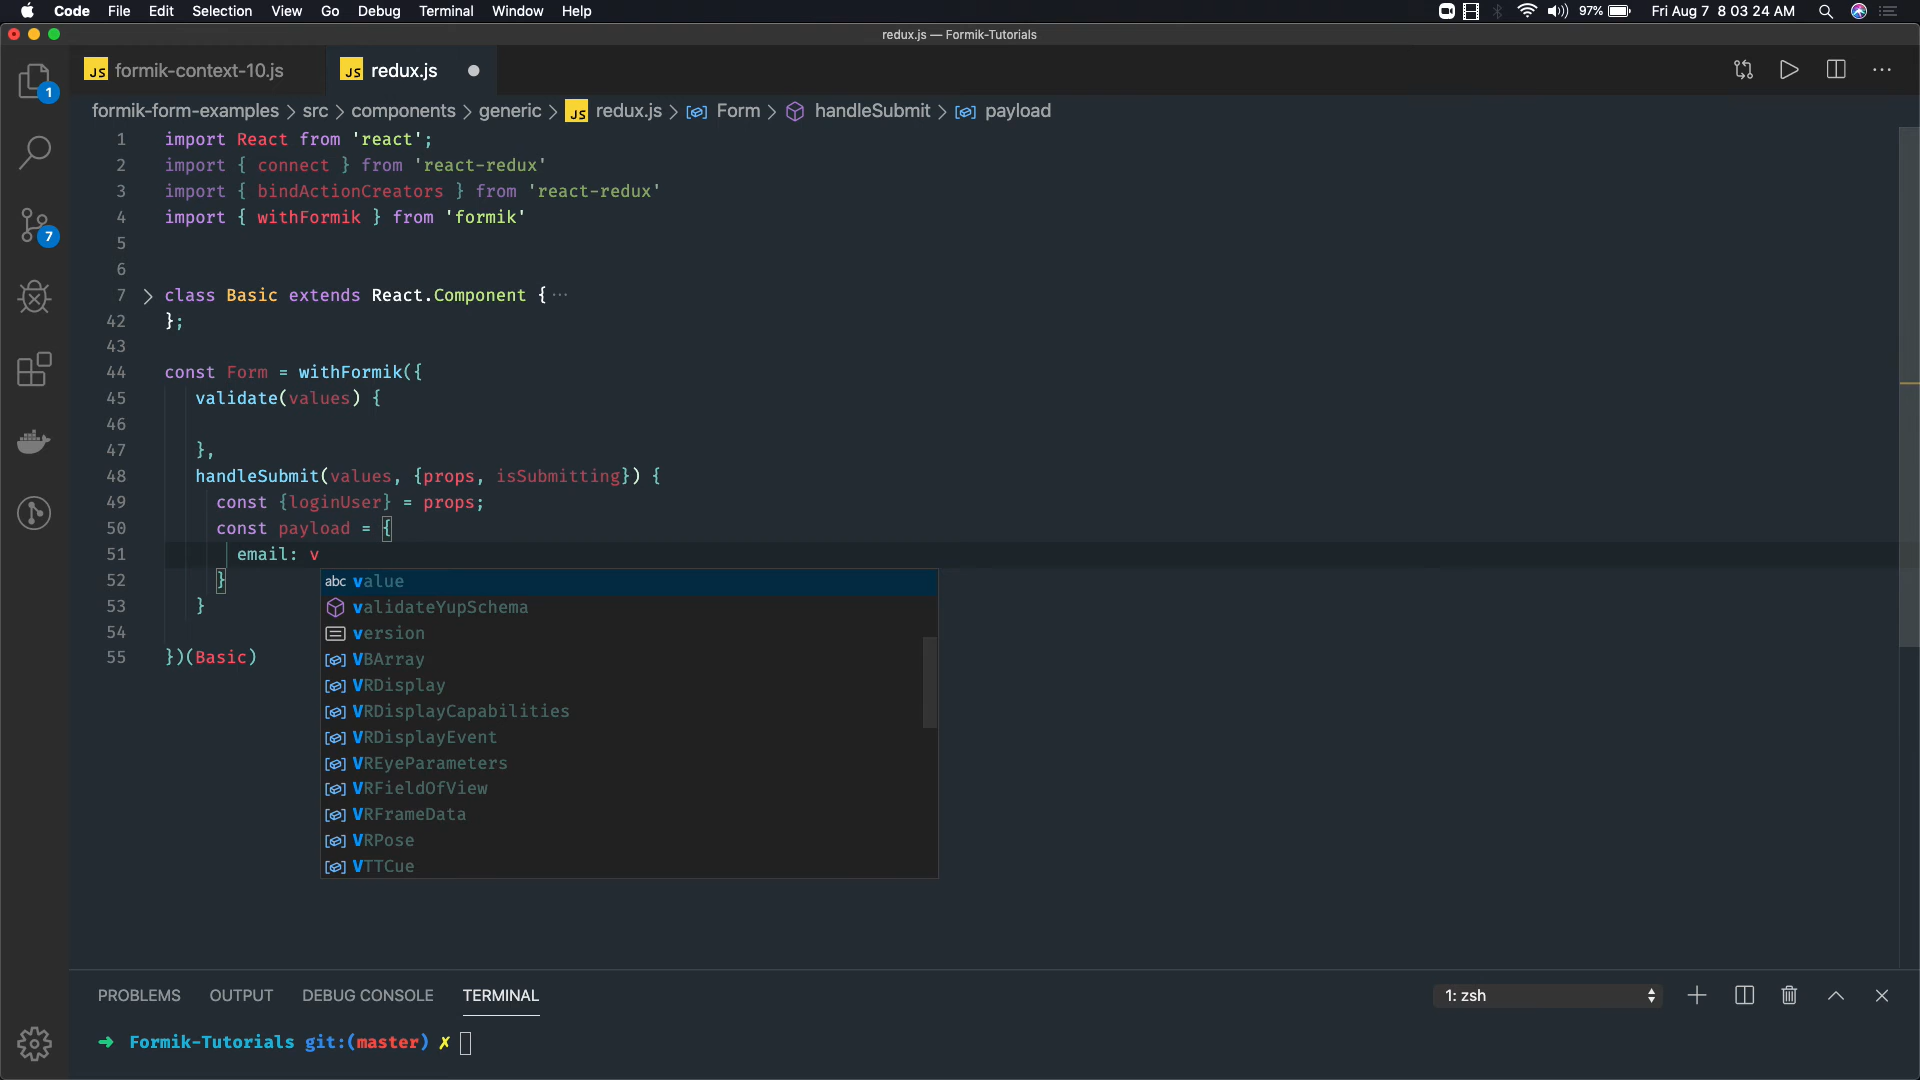 Code File Edit Selection View Go Debug Terminal Window Help 97% Fri Aug 7 8 03 24 AM
redux.js — Formik-Tutorials
JS formik-context-10.js JS redux.js
formik-form-examples > src > components > generic > JS redux.js > Form > handleSubmit > payload
1 import React from 'react';
2 import { connect } from 'react-redux'
3 import { bindActionCreators } from 'react-redux'
4 import { withFormik } from 'formik'
5
6
7 class Basic extends React.Component { ···
42 };
43
44 const Form = withFormik({
45 validate(values) {
46
47 },
48 handleSubmit(values, {props, isSubmitting}) {
49 const {loginUser} = props;
50 const payload = {
51 email: v
52 }
53 }
54
55 })(Basic)
abc value
validateYupSchema
version
VBArray
VRDisplay
VRDisplayCapabilities
VRDisplayEvent
VREyeParameters
VRFieldOfView
VRFrameData
VRPose
VTTCue
1
7
PROBLEMS OUTPUT DEBUG CONSOLE TERMINAL 1: zsh
➜ Formik-Tutorials git:(master) ✗